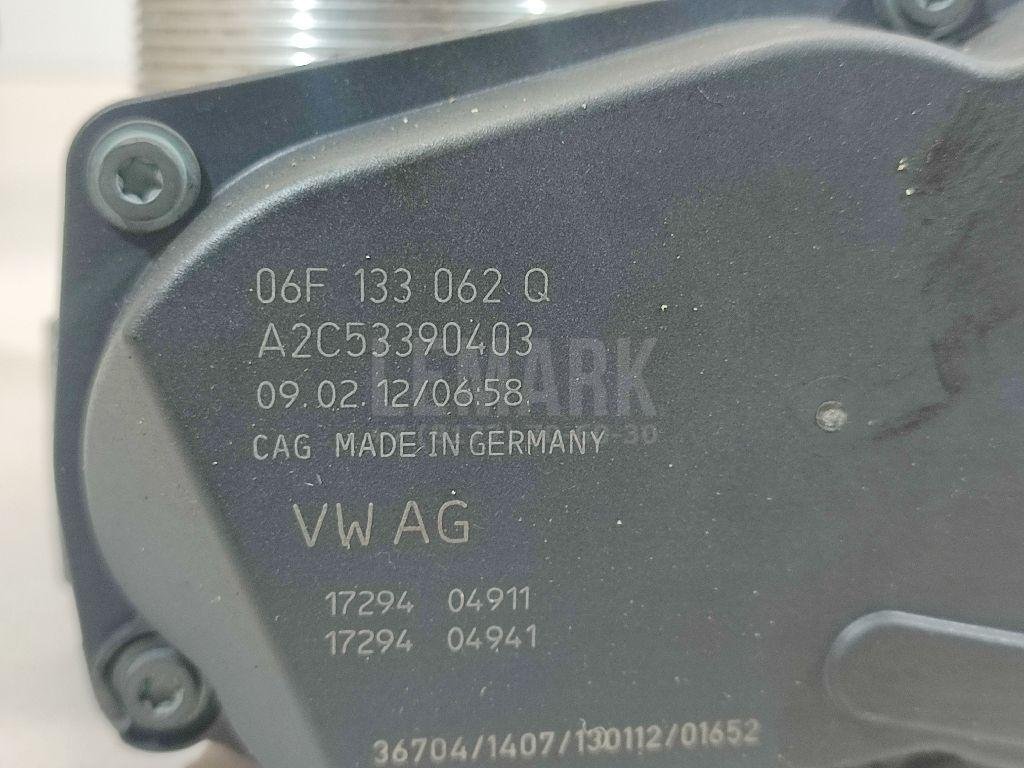 06F 133 062 Q
A2C53390403
09.02.12/06:58
LEMARK
CAG MADE IN GERMANY
VW AG
17294 04911
17294 04941
36704/1407/130112/01652